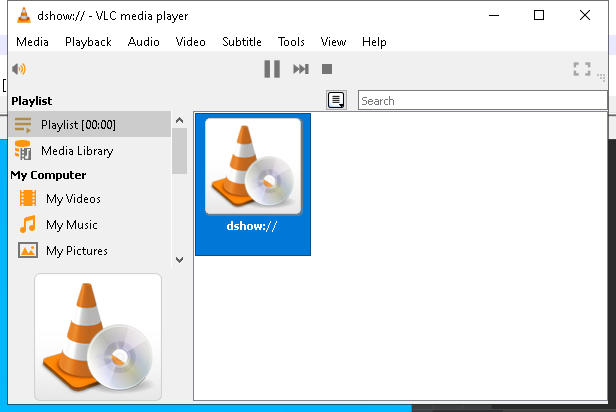 dshow:// - VLC media player
Media Playback Audio Video Subtitle Tools View Help
Playlist
Search
Playlist [00:00]
Media Library
My Computer
My Videos
My Music
My Pictures
dshow://